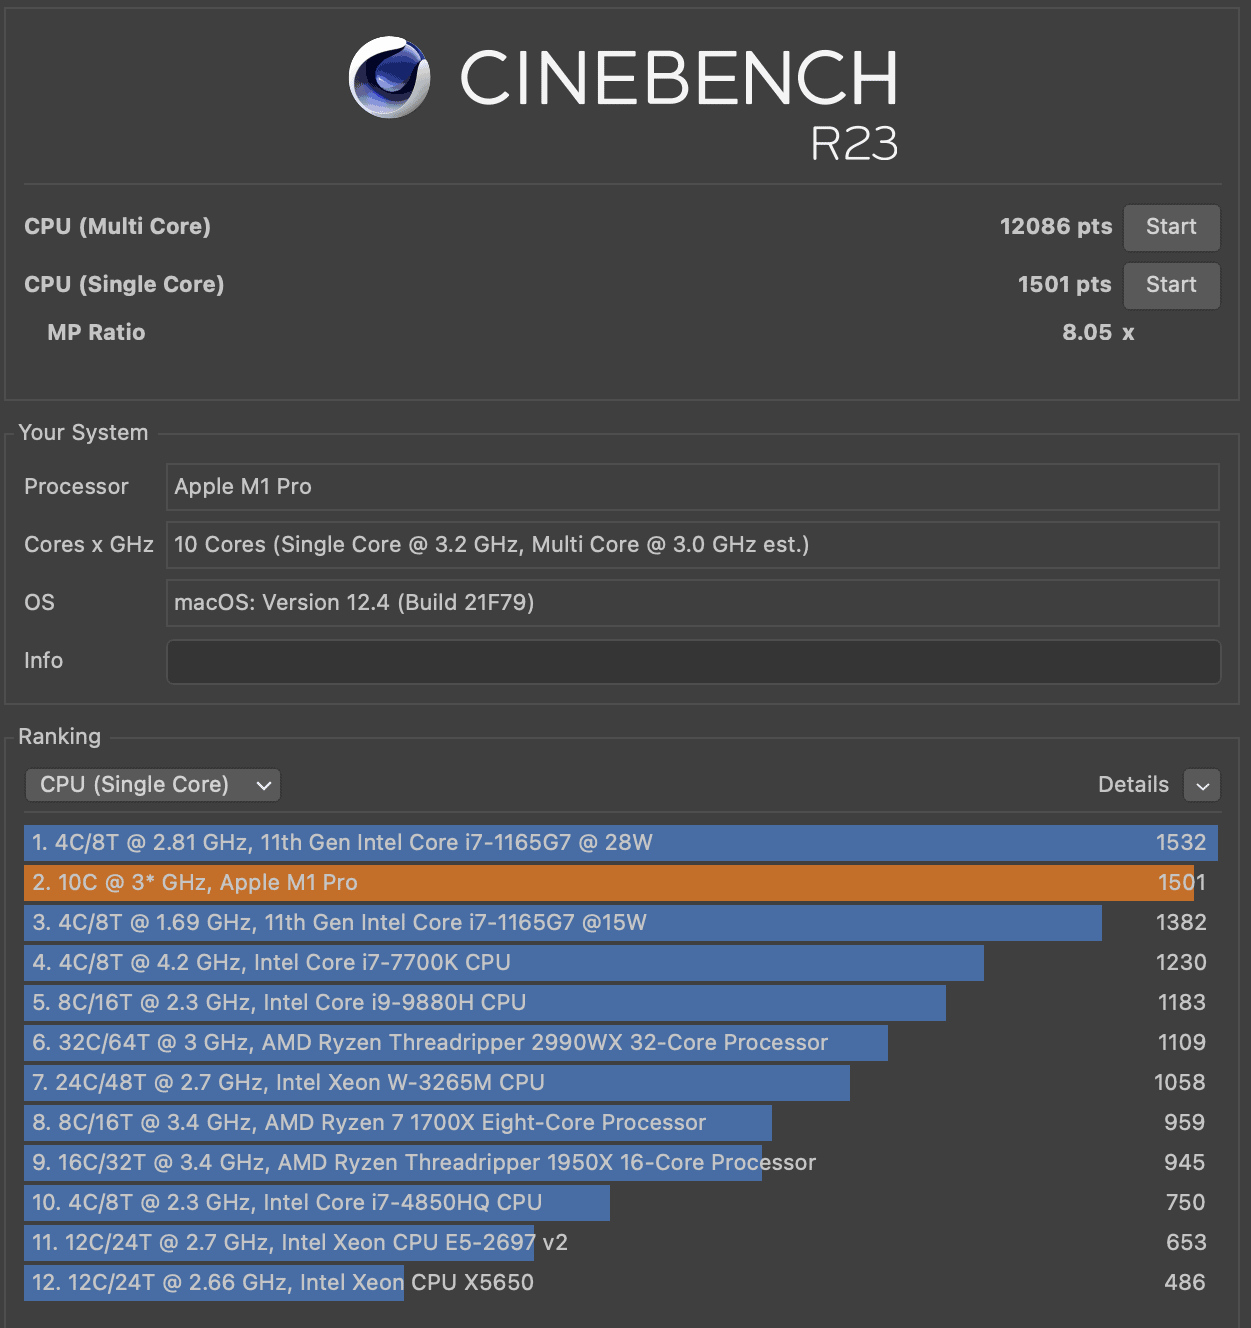 CINEBENCH
R23
CPU (Multi Core) 12086 pts Start
CPU (Single Core) 1501 pts Start
MP Ratio 8.05 x
Your System
Processor Apple M1 Pro
Cores x GHz 10 Cores (Single Core @ 3.2 GHz, Multi Core @ 3.0 GHz est.)
OS macOS: Version 12.4 (Build 21F79)
Info
Ranking
CPU (Single Core) Details
1. 4C/8T @ 2.81 GHz, 11th Gen Intel Core i7-1165G7 @ 28W 1532
2. 10C @ 3* GHz, Apple M1 Pro 1501
3. 4C/8T @ 1.69 GHz, 11th Gen Intel Core i7-1165G7 @15W 1382
4. 4C/8T @ 4.2 GHz, Intel Core i7-7700K CPU 1230
5. 8C/16T @ 2.3 GHz, Intel Core i9-9880H CPU 1183
6. 32C/64T @ 3 GHz, AMD Ryzen Threadripper 2990WX 32-Core Processor 1109
7. 24C/48T @ 2.7 GHz, Intel Xeon W-3265M CPU 1058
8. 8C/16T @ 3.4 GHz, AMD Ryzen 7 1700X Eight-Core Processor 959
9. 16C/32T @ 3.4 GHz, AMD Ryzen Threadripper 1950X 16-Core Processor 945
10. 4C/8T @ 2.3 GHz, Intel Core i7-4850HQ CPU 750
11. 12C/24T @ 2.7 GHz, Intel Xeon CPU E5-2697 v2 653
12. 12C/24T @ 2.66 GHz, Intel Xeon CPU X5650 486